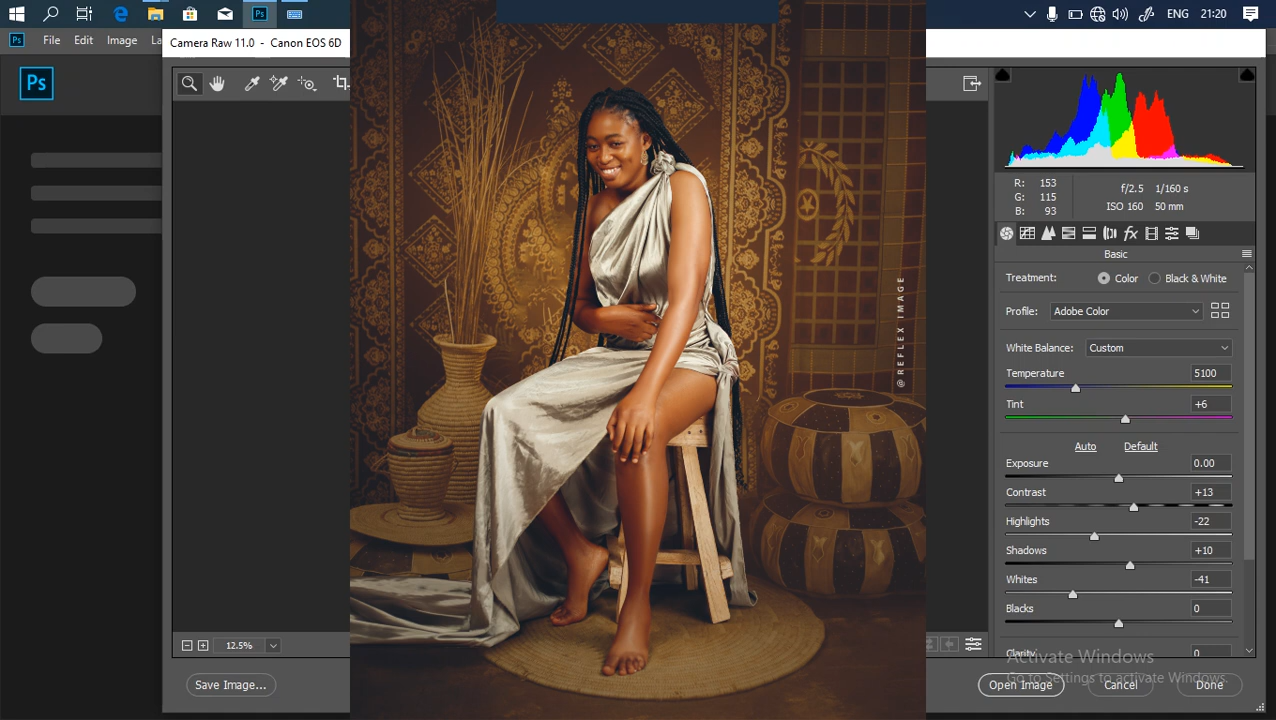 Ps
ENG
21:20
Ps
File
Edit
Image
La
Camera Raw 11.0 - Canon EOS 6D
Ps
R: 153
G: 115
B: 93
f/2.5 1/160 s
ISO 160 50 mm
fx
Basic
Treatment: Color Black & White
Profile: Adobe Color
White Balance: Custom
Temperature 5100
Tint +6
Auto Default
Exposure 0.00
Contrast +13
Highlights -22
Shadows +10
Whites -41
Blacks 0
Clarity 0
@ REFLEX IMAGE
12.5%
Activate Windows
Go to Settings to activate Windows.
Save Image...
Open Image
Cancel
Done